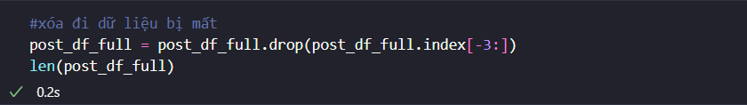 #xóa đi dữ liệu bị mất
post_df_full = post_df_full.drop(post_df_full.index[-3:])
len(post_df_full)
0.2s